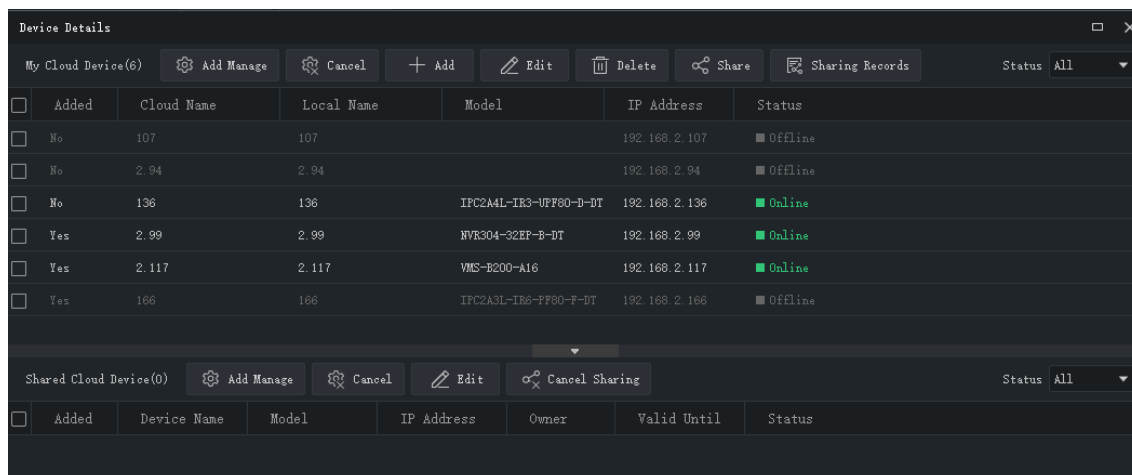 Device Details
My Cloud Device(6) Add Manage Cancel Add Edit Delete Share Sharing Records Status All
Added Cloud Name Local Name Model IP Address Status
No 107 107 192.168.2.107 Offline
No 2.94 2.94 192.168.2.94 Offline
No 136 136 IPC2A4L-IR3-UPF80-D-DT 192.168.2.136 Online
Yes 2.99 2.99 NVR304-32EP-B-DT 192.168.2.99 Online
Yes 2.117 2.117 VMS-B200-A16 192.168.2.117 Online
Yes 166 166 IPC2A3L-IR6-PF80-F-DT 192.168.2.166 Offline
Shared Cloud Device(0) Add Manage Cancel Edit Cancel Sharing Status All
Added Device Name Model IP Address Owner Valid Until Status